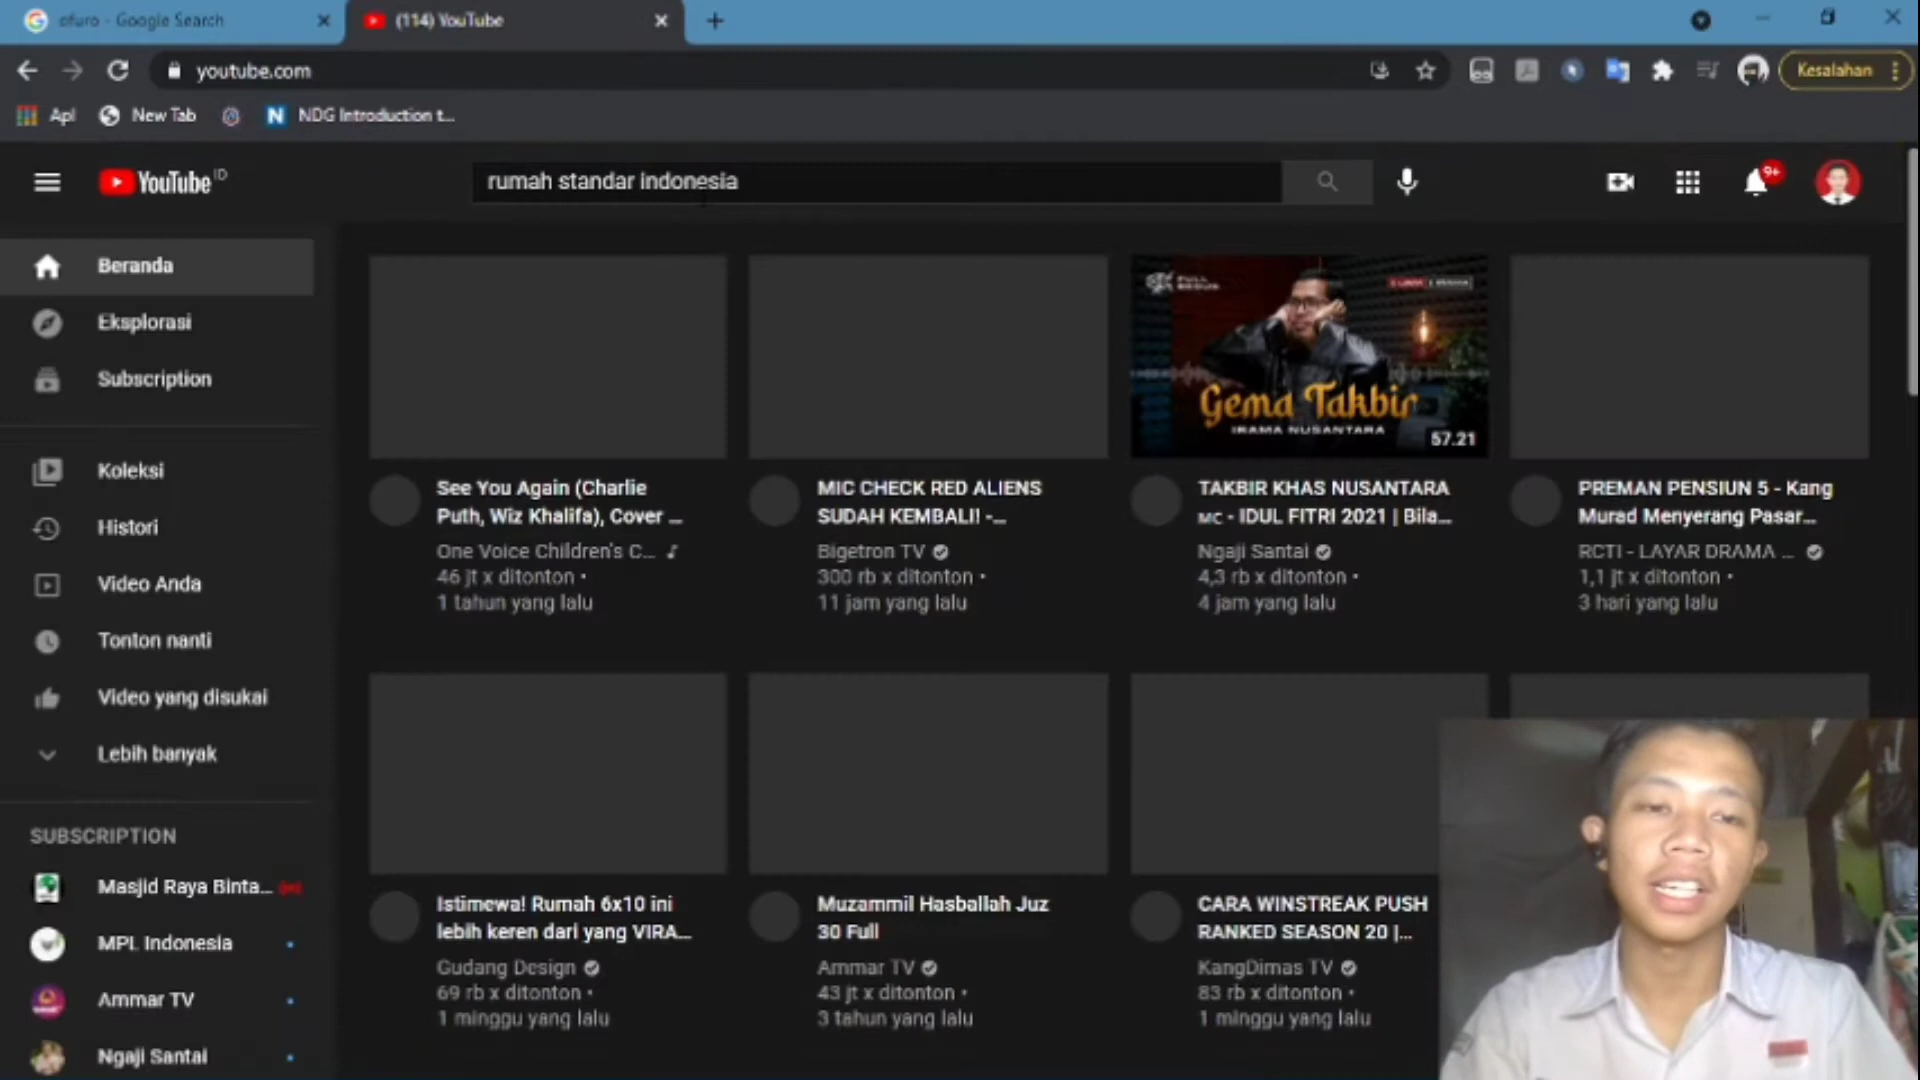 ofuro - Google Search
(114) YouTube
youtube.com
Kesalahan
Apl
New Tab
NDG Introduction t...
YouTube ID
rumah standar indonesia
9+
Beranda
Eksplorasi
Subscription
Koleksi
Histori
Video Anda
Tonton nanti
Video yang disukai
Lebih banyak
SUBSCRIPTION
Masjid Raya Binta...
MPL Indonesia
Ammar TV
Ngaji Santai
Gema Takbir
IRAMA NUSANTARA
57.21
See You Again (Charlie
Puth, Wiz Khalifa), Cover ...
One Voice Children's C...
46 jt x ditonton •
1 tahun yang lalu
MIC CHECK RED ALIENS
SUDAH KEMBALI! -...
Bigetron TV
300 rb x ditonton •
11 jam yang lalu
TAKBIR KHAS NUSANTARA
MC - IDUL FITRI 2021 | Bila...
Ngaji Santai
4,3 rb x ditonton •
4 jam yang lalu
PREMAN PENSIUN 5 - Kang
Murad Menyerang Pasar...
RCTI - LAYAR DRAMA ...
1,1 jt x ditonton •
3 hari yang lalu
Istimewa! Rumah 6x10 ini
lebih keren dari yang VIRA...
Gudang Design
69 rb x ditonton •
1 minggu yang lalu
Muzammil Hasballah Juz
30 Full
Ammar TV
43 jt x ditonton •
3 tahun yang lalu
CARA WINSTREAK PUSH
RANKED SEASON 20 |...
KangDimas TV
83 rb x ditonton •
1 minggu yang lalu